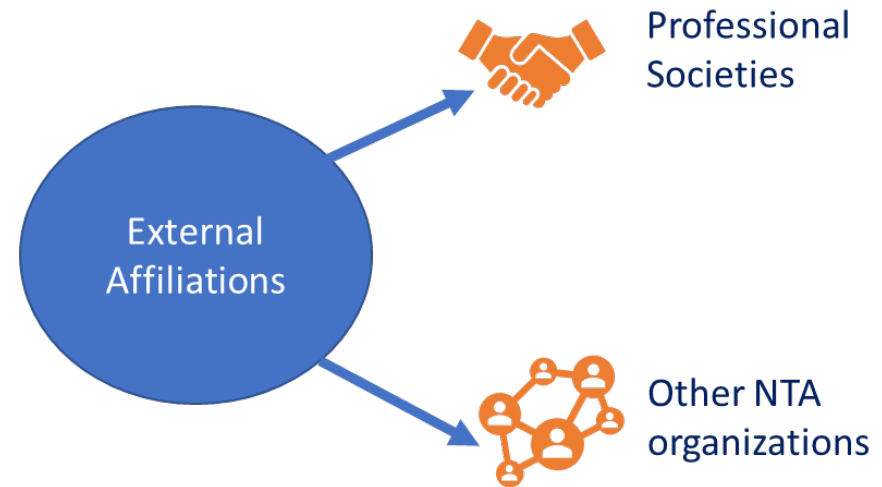 Professional
Societies
External
Affiliations
Other NTA
organizations